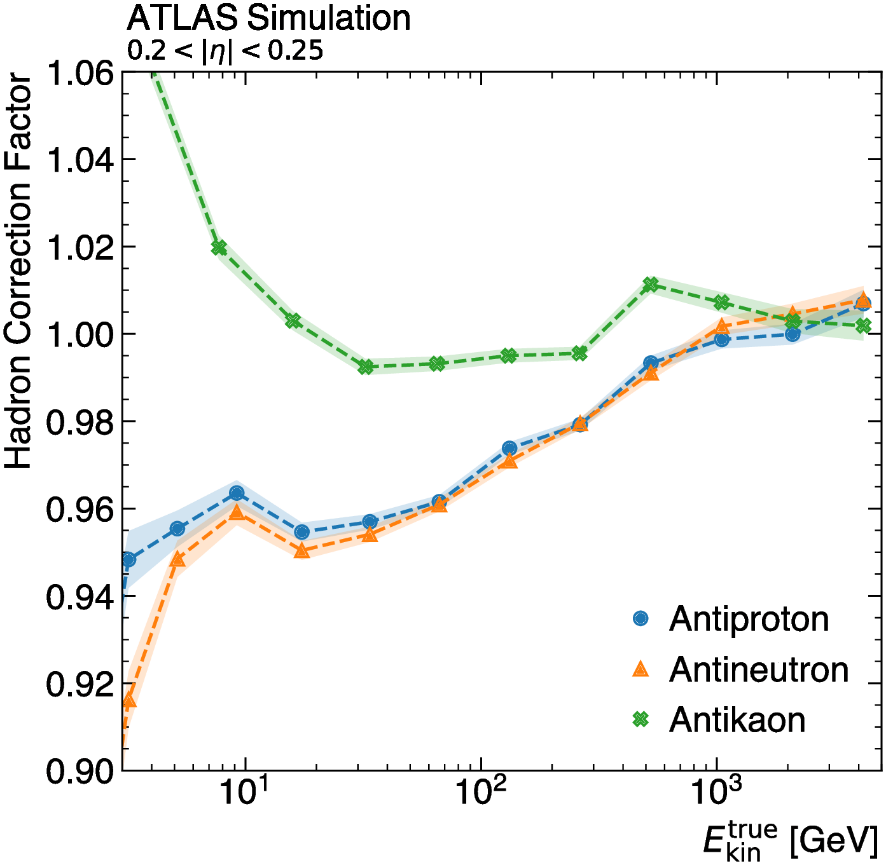 ATLAS Simulation
0.2 < |η| < 0.25
1.06
1.04
1.02
1.00
0.98
0.96
0.94
0.92
0.90
Hadron Correction Factor
Antiproton
Antineutron
Antikaon
10¹ 10² 10³
E_kin^true [GeV]